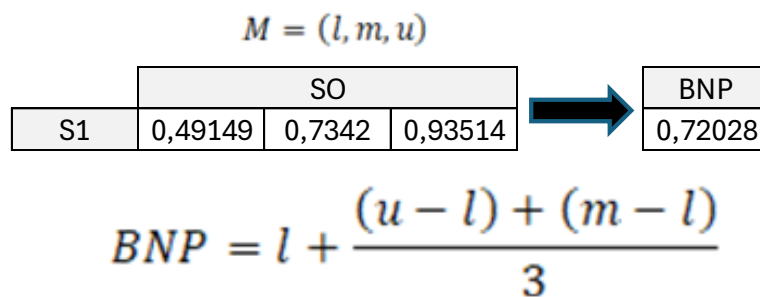 M = (l, m, u)
SO BNP
S1 0,49149 0,7342 0,93514 0,72028
BNP = l + (u − l) + (m − l)
3